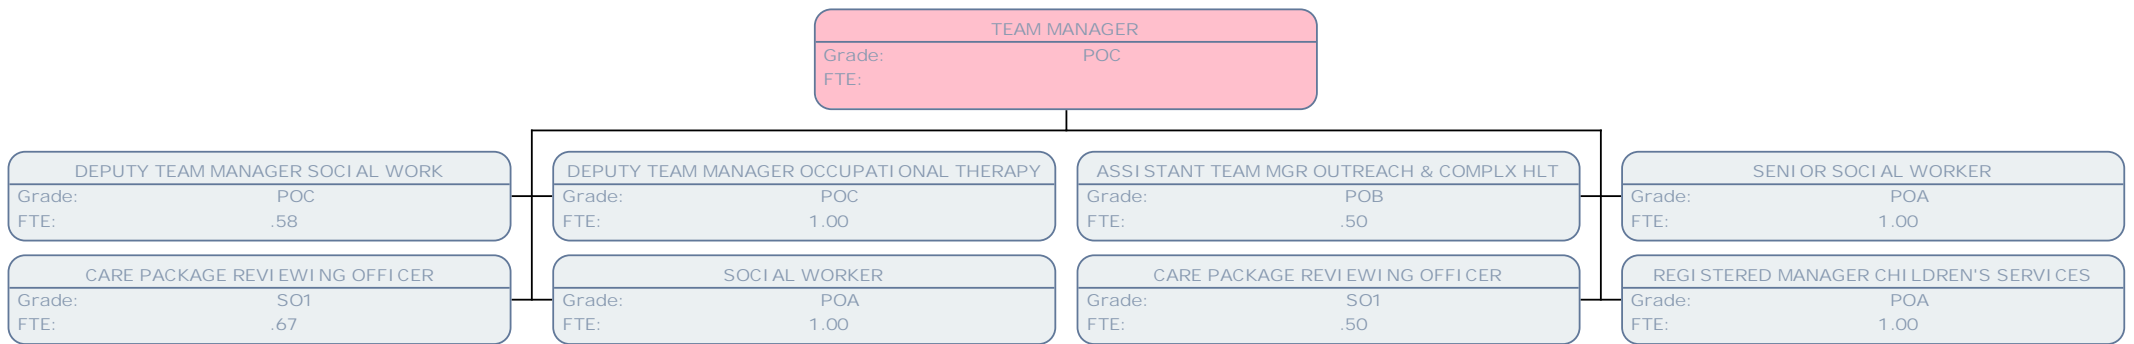 TEAM MANAGER
Grade: POC
FTE:
DEPUTY TEAM MANAGER SOCIAL WORK
Grade: POC
FTE: .58
DEPUTY TEAM MANAGER OCCUPATIONAL THERAPY
Grade: POC
FTE: 1.00
ASSISTANT TEAM MGR OUTREACH & COMPLX HLT
Grade: POB
FTE: .50
SENIOR SOCIAL WORKER
Grade: POA
FTE: 1.00
CARE PACKAGE REVIEWING OFFICER
Grade: SO1
FTE: .67
SOCIAL WORKER
Grade: POA
FTE: 1.00
CARE PACKAGE REVIEWING OFFICER
Grade: SO1
FTE: .50
REGISTERED MANAGER CHILDREN'S SERVICES
Grade: POA
FTE: 1.00